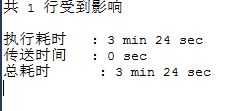 共 1 行受到影响
执行耗时   : 3 min 24 sec
传送时间   : 0 sec
总耗时      : 3 min 24 sec